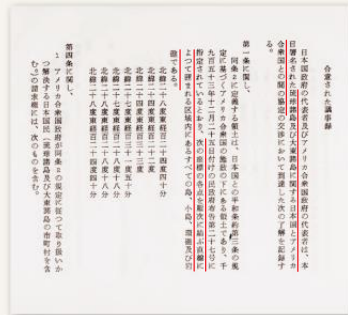 合意された議事録
日本国政府の代表者及びアメリカ合衆国政府の代表者は、本
日署名された琉球諸島及び大東諸島に関する日本国とアメリカ
合衆国との間の協定の交渉において到達した次の了解を記録す
る。
第一条に関し、
同条2に定義する領土は、日本国との平和条約第三条の規
定に基づくアメリカ合衆国の施政の下にある領土であり、千
九百五十三年十二月二十五日付けの民政府布告第二十七号に
指定されているとおり、次の座標の各点を順次に結ぶ直線に
よつて囲まれる区域内にあるすべての島、小島、環礁及び岩
礁である。
北緯二十八度東経百二十四度四十分
北緯二十四度東経百二十二度
北緯二十四度東経百三十三度
北緯二十七度東経百三十一度五十分
北緯二十七度東経百二十八度十八分
北緯二十八度東経百二十八度十八分
北緯二十八度東経百二十四度四十分
第四条に関し、
1 アメリカ合衆国政府が同条2の規定に従つて取り扱いか
つ解決する日本国民(琉球諸島及び大東諸島の市町村を含
む。)の請求権には、次のものを含む。